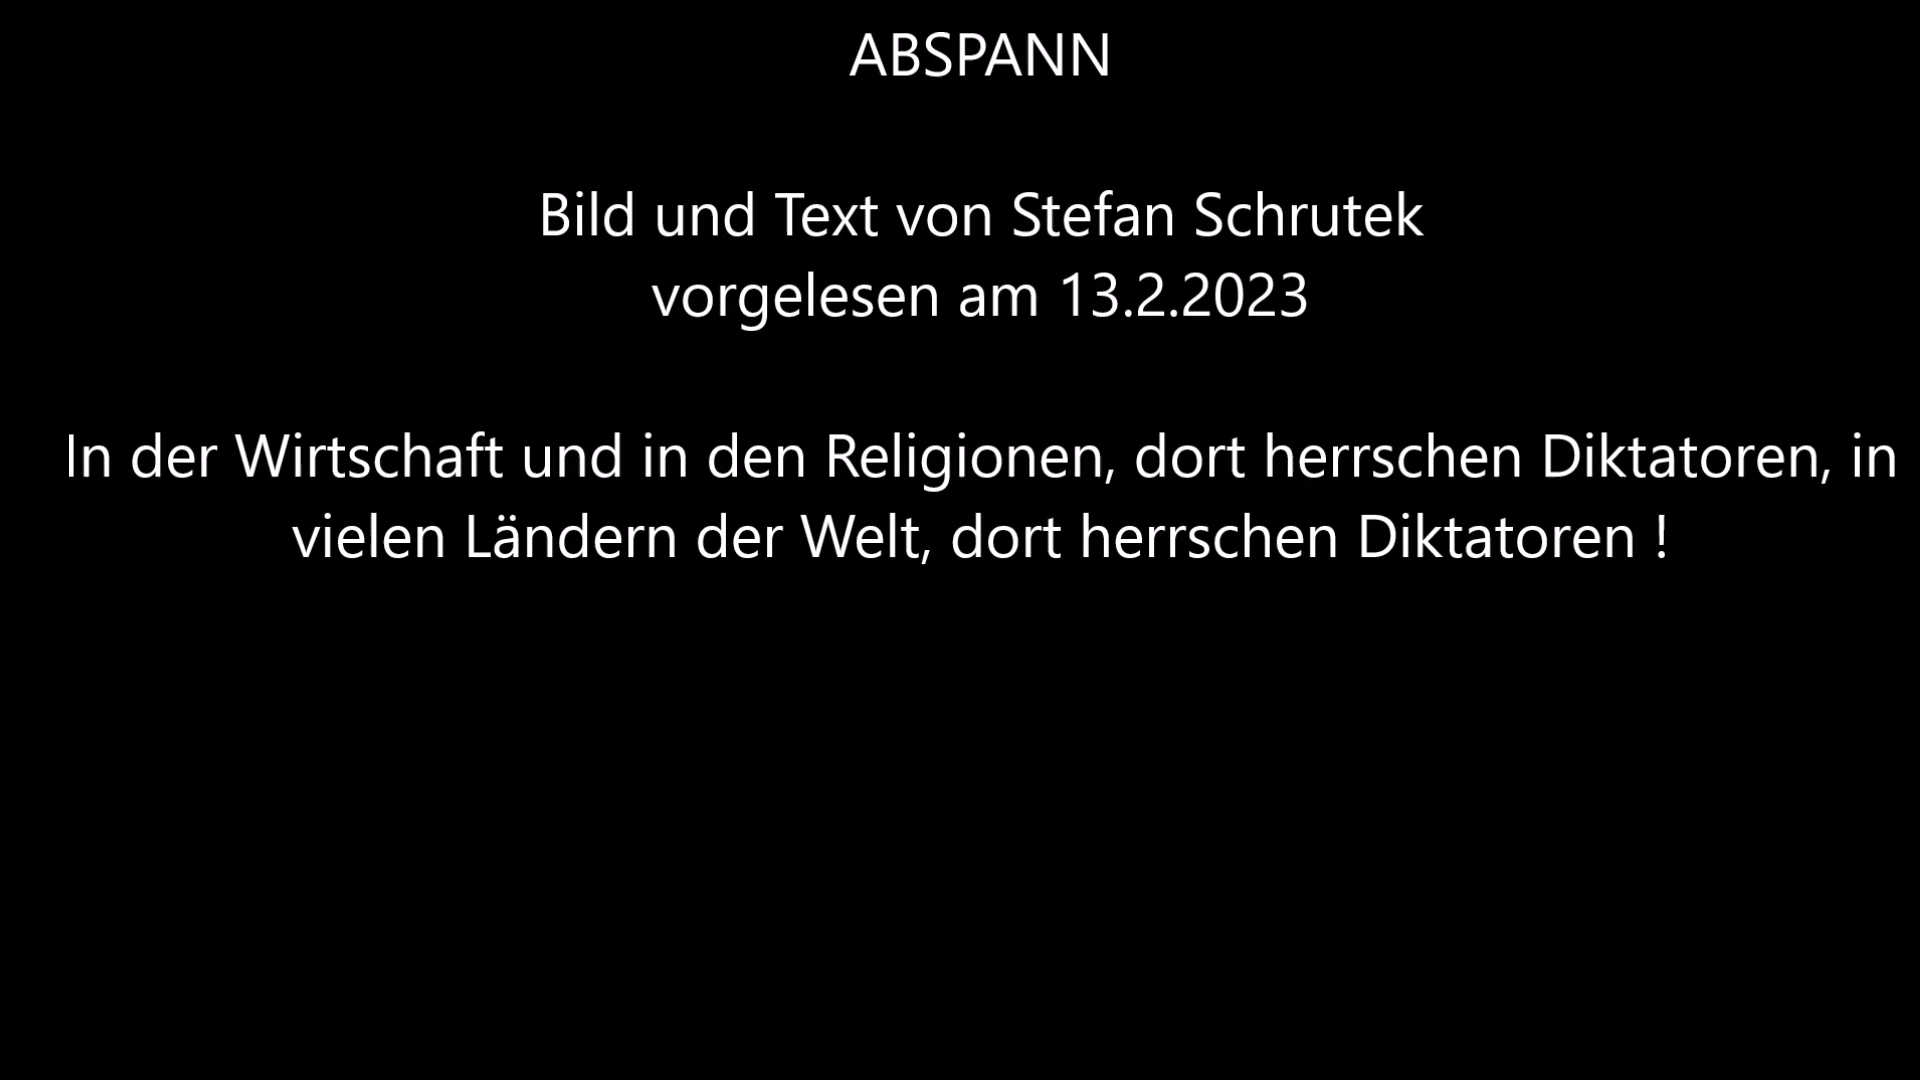 ABSPANN
Bild und Text von Stefan Schrutek
vorgelesen am 13.2.2023
In der Wirtschaft und in den Religionen, dort herrschen Diktatoren, in
vielen Ländern der Welt, dort herrschen Diktatoren !